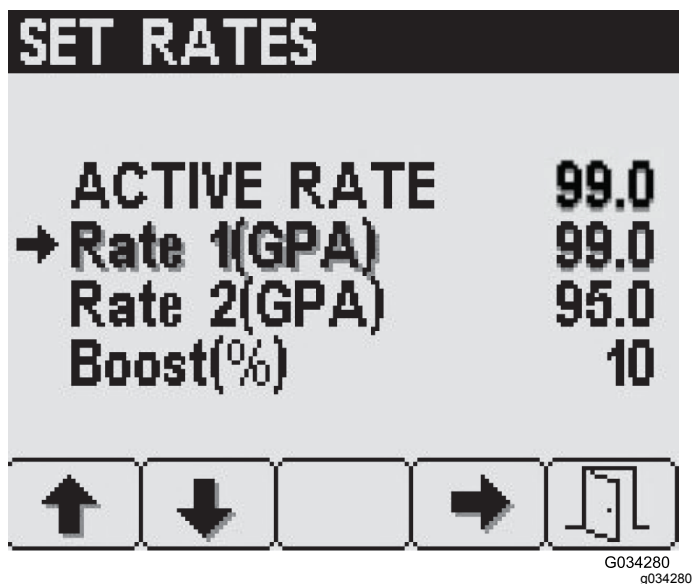 SET RATES
ACTIVE RATE 99.0
Rate 1(GPA) 99.0
Rate 2(GPA) 95.0
Boost(%) 10
G034280
g034280